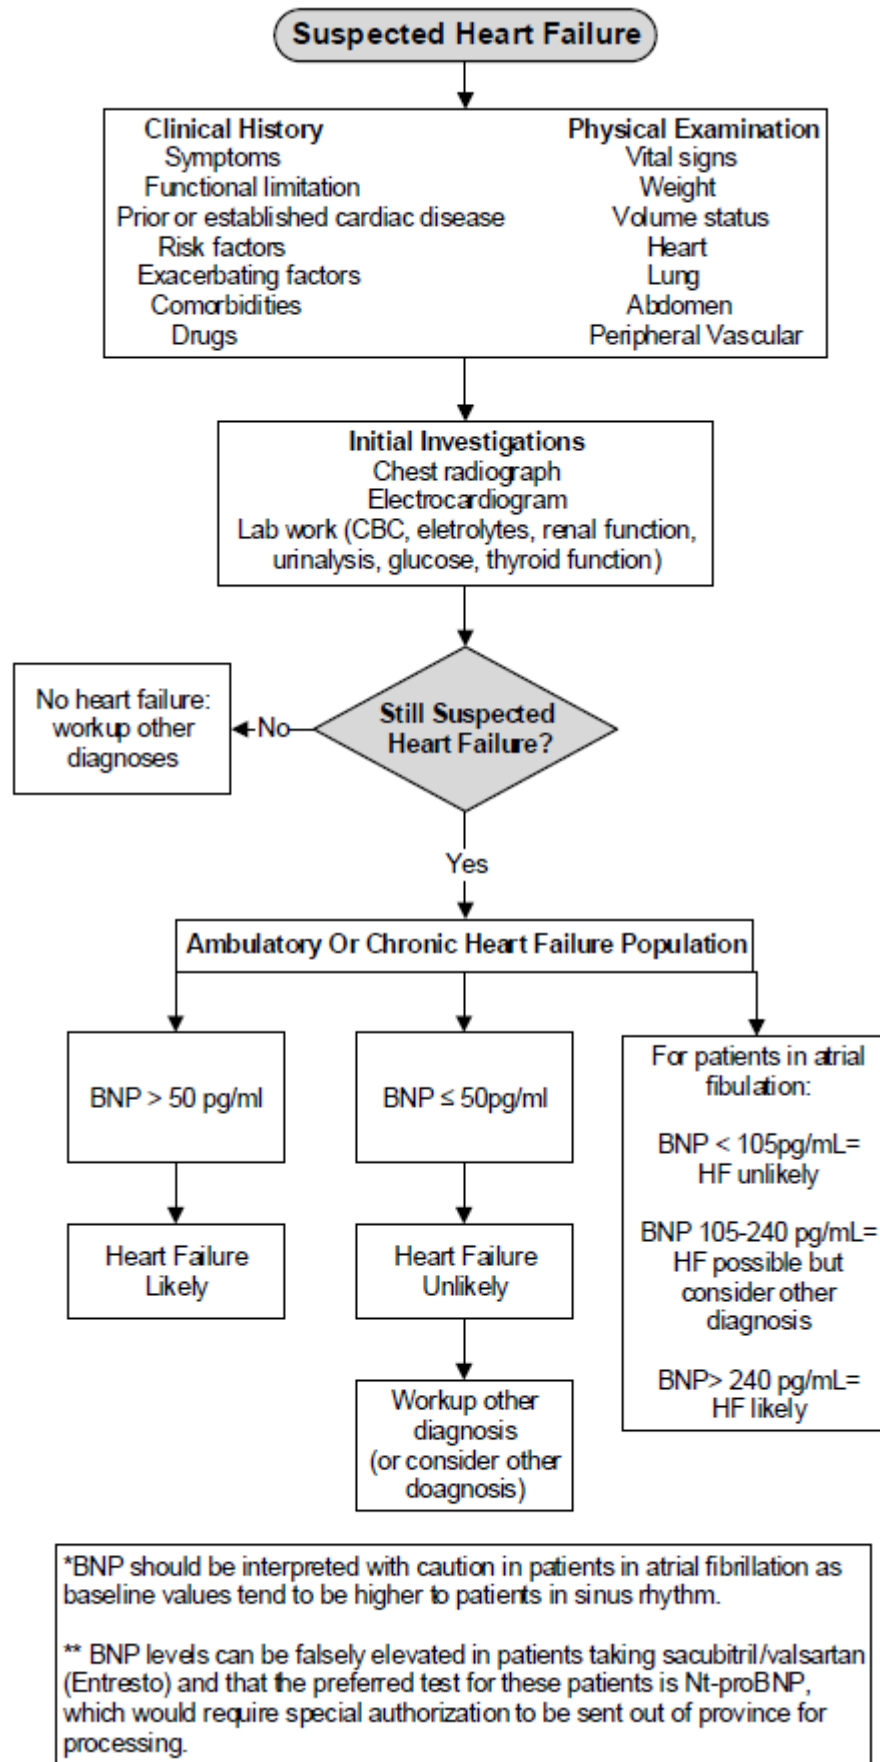 Suspected Heart Failure
Clinical History
Symptoms
Functional limitation
Prior or established cardiac disease
Risk factors
Exacerbating factors
Comorbidities
Drugs
Physical Examination
Vital signs
Weight
Volume status
Heart
Lung
Abdomen
Peripheral Vascular
Initial Investigations
Chest radiograph
Electrocardiogram
Lab work (CBC, eletrolytes, renal function,
urinalysis, glucose, thyroid function)
Still Suspected
Heart Failure?
No
No heart failure:
workup other
diagnoses
Yes
Ambulatory Or Chronic Heart Failure Population
BNP > 50 pg/ml
Heart Failure
Likely
BNP ≤ 50pg/ml
Heart Failure
Unlikely
Workup other
diagnosis
(or consider other
doagnosis)
For patients in atrial
fibulation:
BNP < 105pg/mL=
HF unlikely
BNP 105-240 pg/mL=
HF possible but
consider other
diagnosis
BNP> 240 pg/mL=
HF likely
*BNP should be interpreted with caution in patients in atrial fibrillation as
baseline values tend to be higher to patients in sinus rhythm.
** BNP levels can be falsely elevated in patients taking sacubitril/valsartan
(Entresto) and that the preferred test for these patients is Nt-proBNP,
which would require special authorization to be sent out of province for
processing.